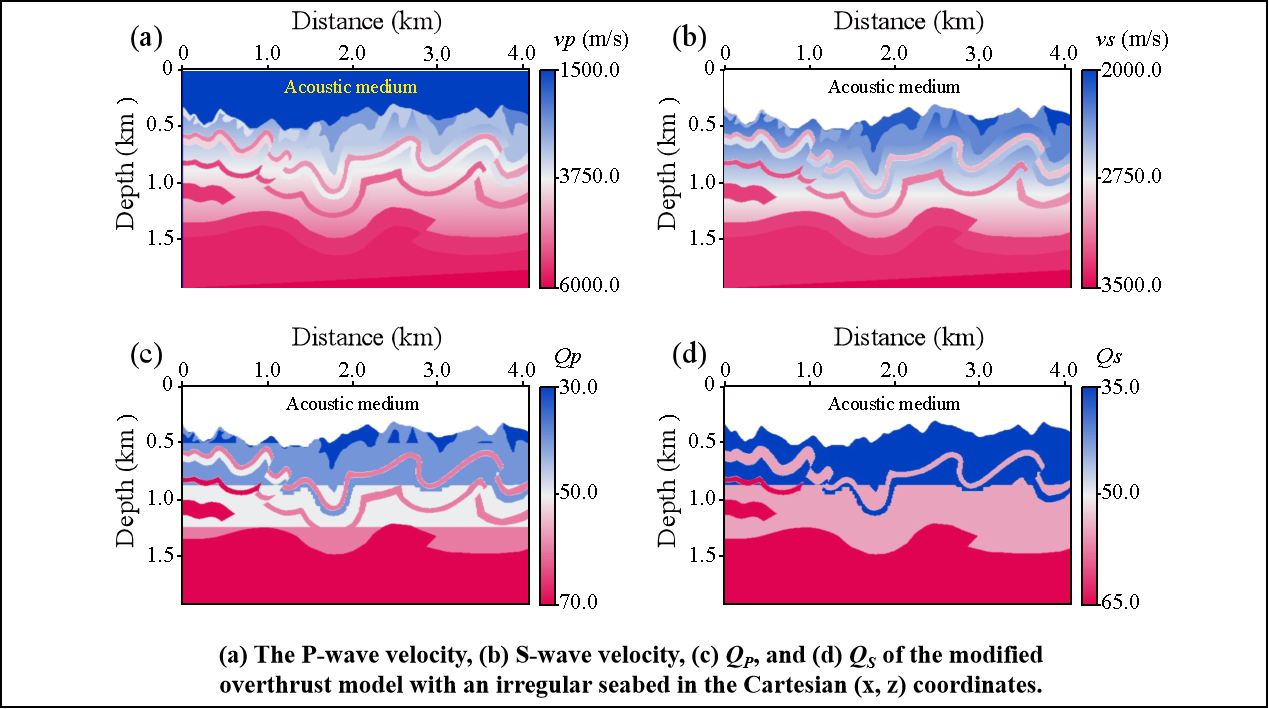 Distance (km)
(a)
0 1.0 2.0 3.0 4.0
vp (m/s)
Depth (km)
0
0.5
1.0
1.5
Acoustic medium
1500.0
3750.0
6000.0
Distance (km)
(b)
0 1.0 2.0 3.0 4.0
vs (m/s)
Depth (km)
0
0.5
1.0
1.5
Acoustic medium
2000.0
2750.0
3500.0
Distance (km)
(c)
0 1.0 2.0 3.0 4.0
Qp
Depth (km)
0
0.5
1.0
1.5
Acoustic medium
30.0
50.0
70.0
Distance (km)
(d)
0 1.0 2.0 3.0 4.0
Qs
Depth (km)
0
0.5
1.0
1.5
Acoustic medium
35.0
50.0
65.0
(a) The P-wave velocity, (b) S-wave velocity, (c) QP, and (d) QS of the modified
overthrust model with an irregular seabed in the Cartesian (x, z) coordinates.